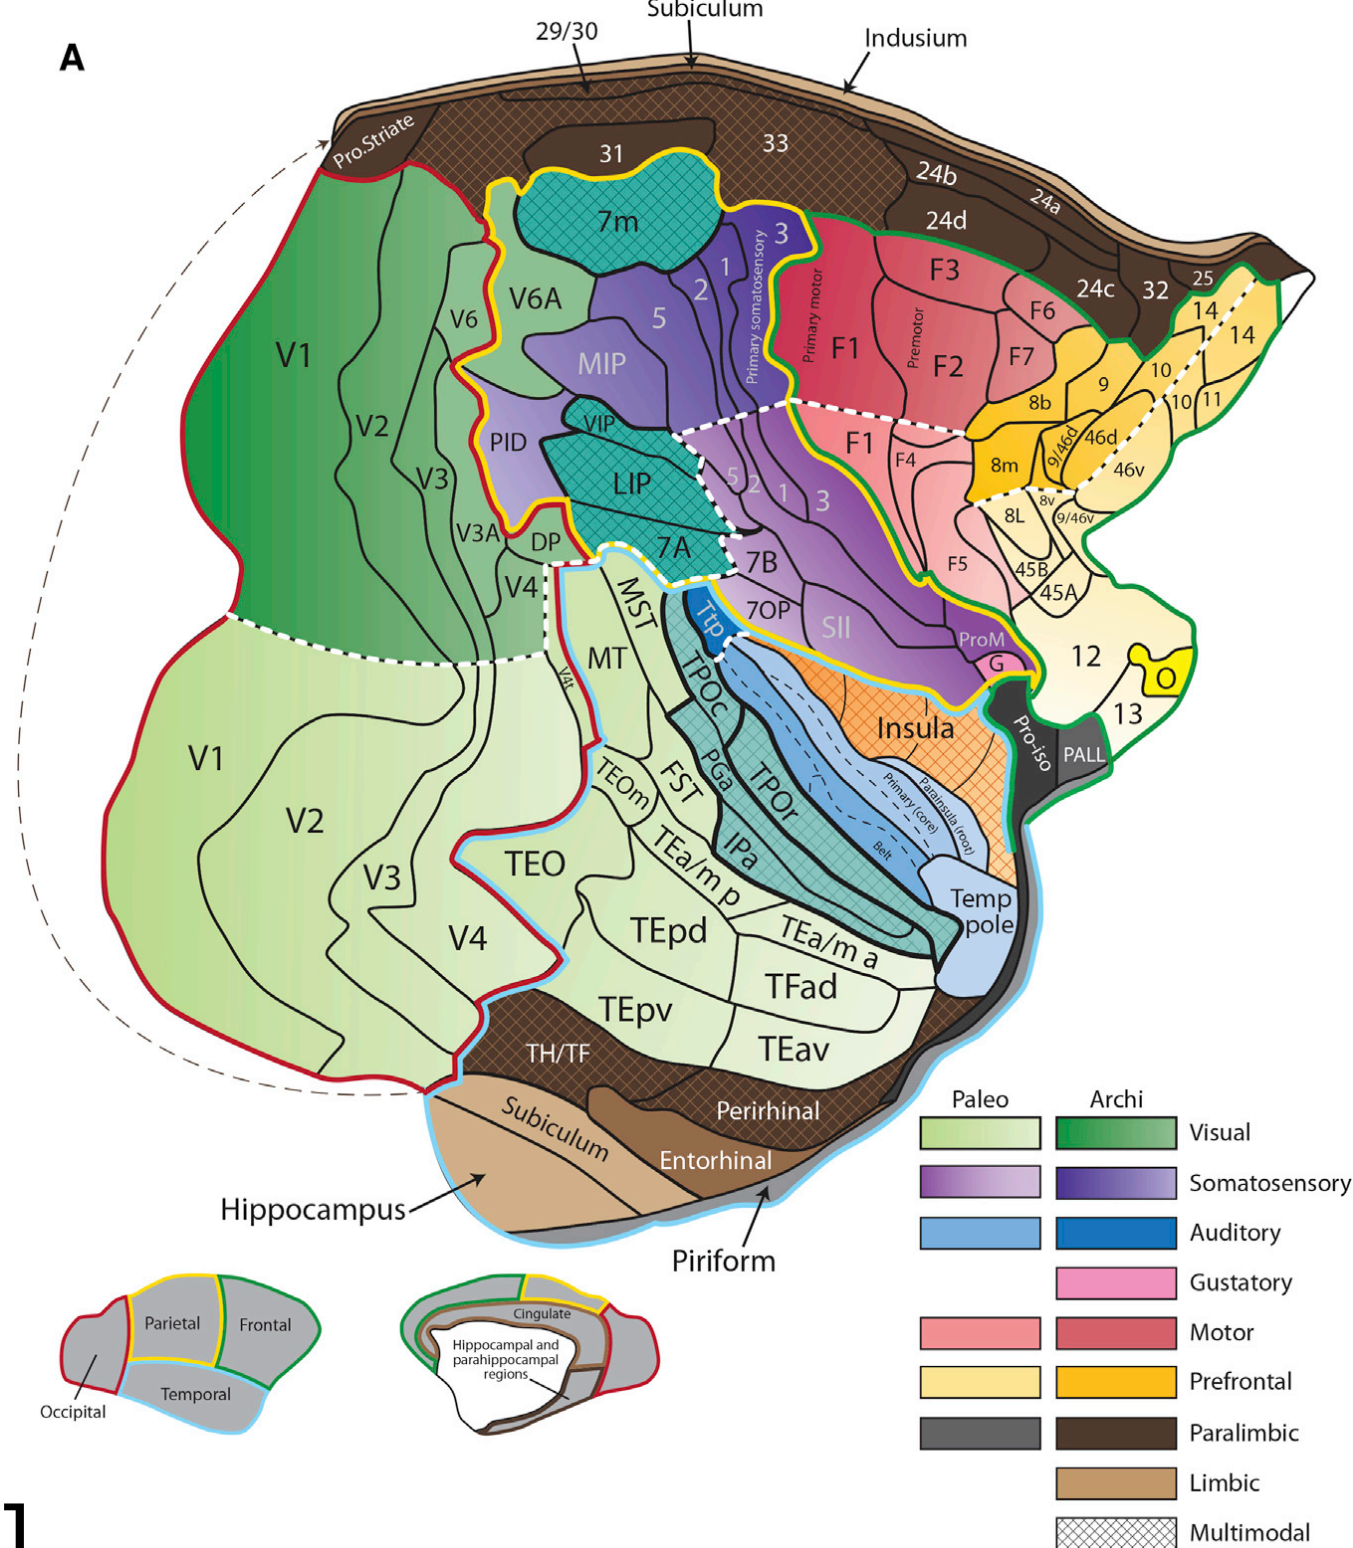 A
Subiculum
29/30
Indusium
Pro.Striate
31
33
24b
24a
24d
7m
3
24c
32
25
F3
F6
14
14
V6A
V6
1
2
5
Primary somatosensory
Primary motor
F1
Premotor
F2
F7
V1
MIP
10
9
8b
10
11
V2
PID
VIP
F1
F4
9/46d
46d
8m
46v
V3
LIP
5
2
1
3
8v
8L
9/46v
V3A
DP
7A
7B
F5
45B
45A
V4
MST
Ttp
7OP
SII
ProM
G
12
O
V4t
MT
TPOc
Insula
13
Pro-iso
PALL
V1
V2
TEOm
FST
PGa
TPOr
Primary (core)
Parainsula (root)
Belt
V3
TEO
TEa/m p
IPa
Temp
pole
V4
TEpd
TEa/m a
TFad
TEpv
TEav
TH/TF
Perirhinal
Subiculum
Entorhinal
Hippocampus
Piriform
Paleo
Archi
Visual
Somatosensory
Auditory
Gustatory
Motor
Prefrontal
Paralimbic
Limbic
Multimodal
Parietal
Frontal
Temporal
Occipital
Cingulate
Hippocampal and
parahippocampal
regions